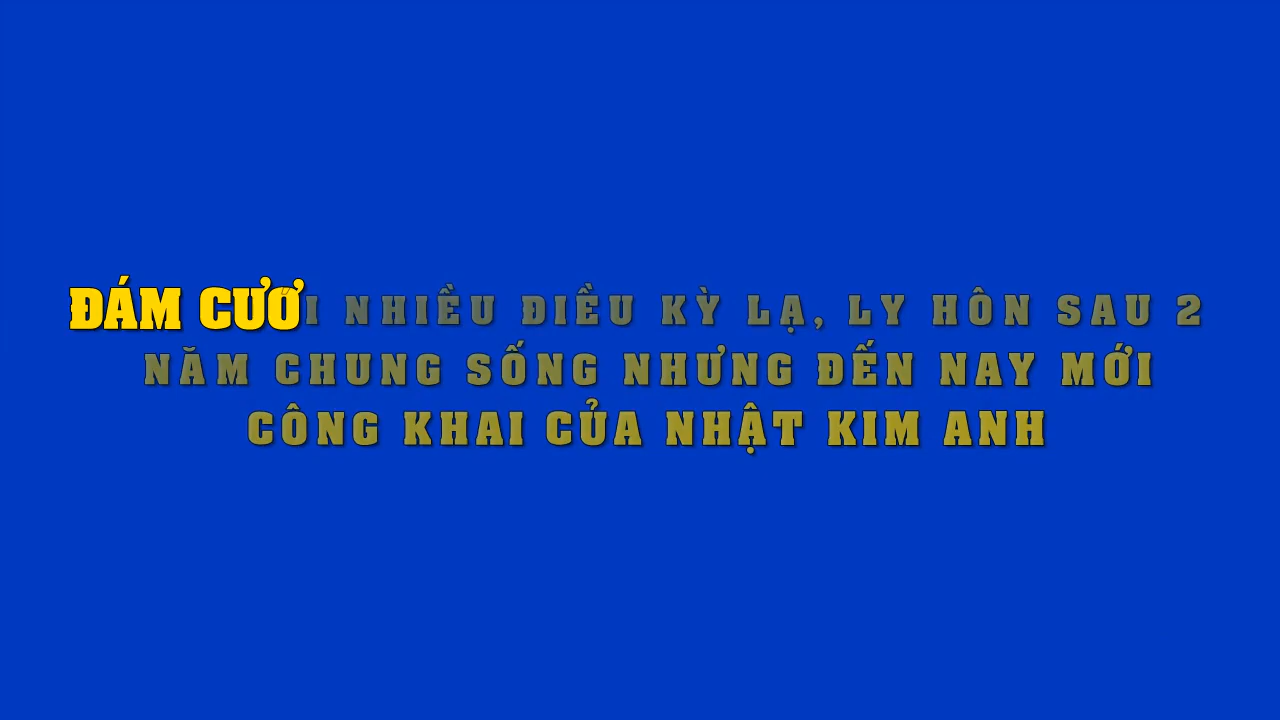 ĐÁM CƯỚI NHIỀU ĐIỀU KỲ LẠ, LY HÔN SAU 2
NĂM CHUNG SỐNG NHƯNG ĐẾN NAY MỚI
CÔNG KHAI CỦA NHẬT KIM ANH